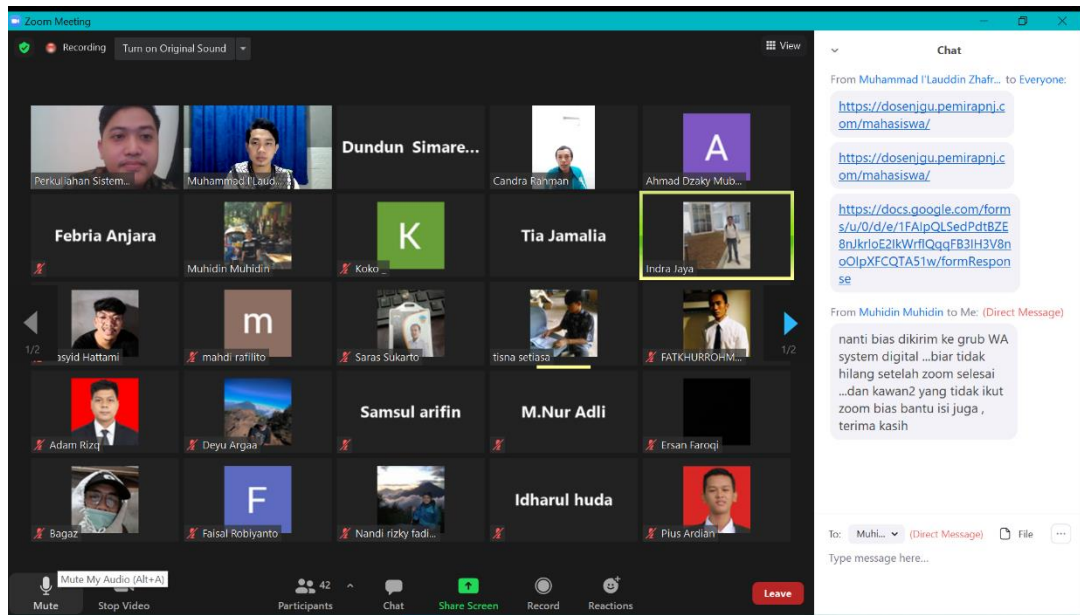 Zoom Meeting
Recording
Turn on Original Sound
View
Perkuliahan Sistem...
Muhammad I'Laud...
Dundun Simare...
Candra Rahman
A
Ahmad Dzaky Mub...
Febria Anjara
Muhidin Muhidin
K
Koko _
Tia Jamalia
Indra Jaya
1/2
asyid Hattami
m
mahdi rafilito
Saras Sukarto
tisna setiasa
FATKHURROHM...
1/2
Adam Rizq
Deyu Argaa
Samsul arifin
M.Nur Adli
Ersan Faroqi
Bagaz
F
Faisal Robiyanto
Nandi rizky fadi...
Idharul huda
Pius Ardian
Mute My Audio (Alt+A)
Mute
Stop Video
42
Participants
Chat
Share Screen
Record
Reactions
Leave
Chat
From Muhammad I'Lauddin Zhafr... to Everyone:
https://dosenjgu.pemirapnj.c
om/mahasiswa/
https://dosenjgu.pemirapnj.c
om/mahasiswa/
https://docs.google.com/form
s/u/0/d/e/1FAIpQLSedPdtBZE
8nJkrloE2IkWrflQqqFB3IH3V8n
oOIpXFCQTA51w/formRespon
se
From Muhidin Muhidin to Me: (Direct Message)
nanti bias dikirim ke grub WA
system digital ...biar tidak
hilang setelah zoom selesai
...dan kawan2 yang tidak ikut
zoom bias bantu isi juga ,
terima kasih
To: Muhi... (Direct Message) File ...
Type message here...